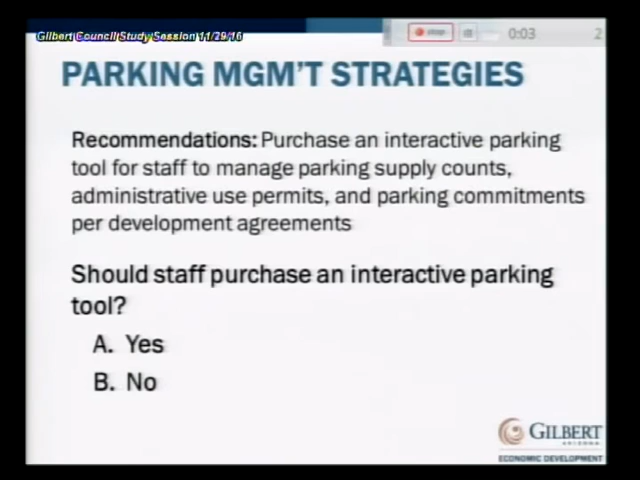 Gilbert Council Study Session 11/29/16
stop
0:03
2
PARKING MGM'T STRATEGIES
Recommendations: Purchase an interactive parking
tool for staff to manage parking supply counts,
administrative use permits, and parking commitments
per development agreements
Should staff purchase an interactive parking
tool?
A. Yes
B. No
GILBERT
ARIZONA
ECONOMIC DEVELOPMENT